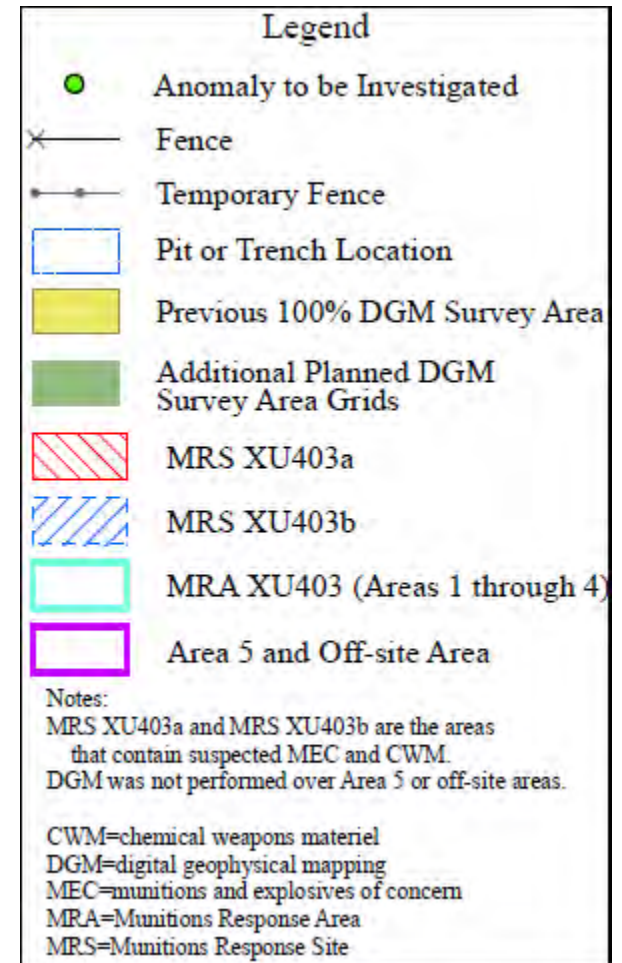 Legend
Anomaly to be Investigated
Fence
Temporary Fence
Pit or Trench Location
Previous 100% DGM Survey Area
Additional Planned DGM
Survey Area Grids
MRS XU403a
MRS XU403b
MRA XU403 (Areas 1 through 4)
Area 5 and Off-site Area
Notes:
MRS XU403a and MRS XU403b are the areas
that contain suspected MEC and CWM.
DGM was not performed over Area 5 or off-site areas.
CWM=chemical weapons materiel
DGM=digital geophysical mapping
MEC=munitions and explosives of concern
MRA=Munitions Response Area
MRS=Munitions Response Site